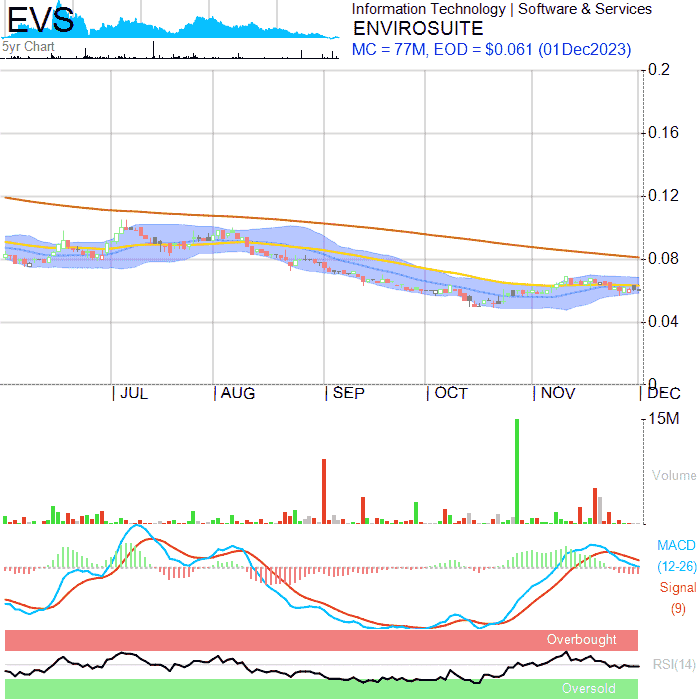 EVS
5yr Chart
Information Technology | Software & Services
ENVIROSUITE
MC = 77M, EOD = $0.061 (01Dec2023)
0.2
0.16
0.12
0.08
0.04
0
JUL AUG SEP OCT NOV DEC
15M
Volume
MACD
(12-26)
Signal
(9)
Overbought
RSI(14)
Oversold